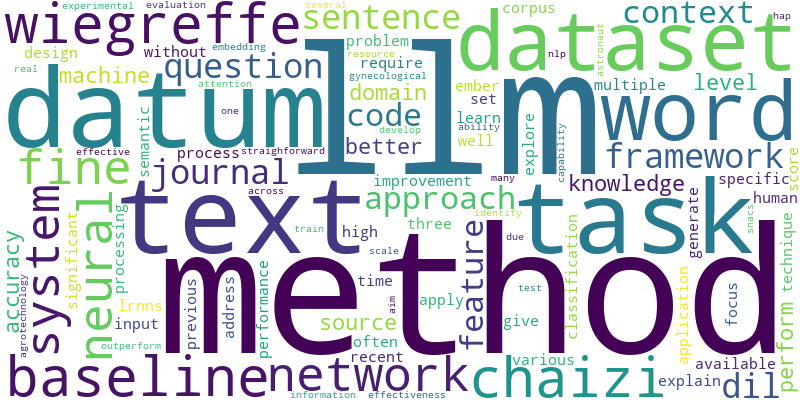 experimental evaluation several corpus context hap
wiegreffe sentence dataset
design without embedding problem resource nlp astronaut
real machine question require gynecological ember multiple level
datum llm word
attention domain set
semantic one code learn ability well explore capability framework
effective process straighforward better
fine journal across improvement many knowledge specific score
neural text approach task human
processing three identify generate snacs
accuracy system significant train high due
method
scale feature
agrotechnology lrnns previous address performance time aim apply test classification application focus technique
input source give
outperform often various available perform
baseline network recent chaizi explain dil
information effectiveness develop